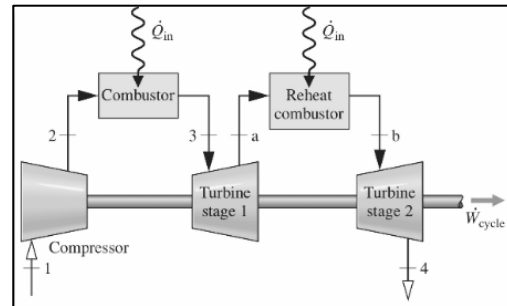 Q̇in
Q̇in
Combustor
Reheat
combustor
2
3
a
b
Turbine
stage 1
Turbine
stage 2
Ẇcycle
Compressor
1
4